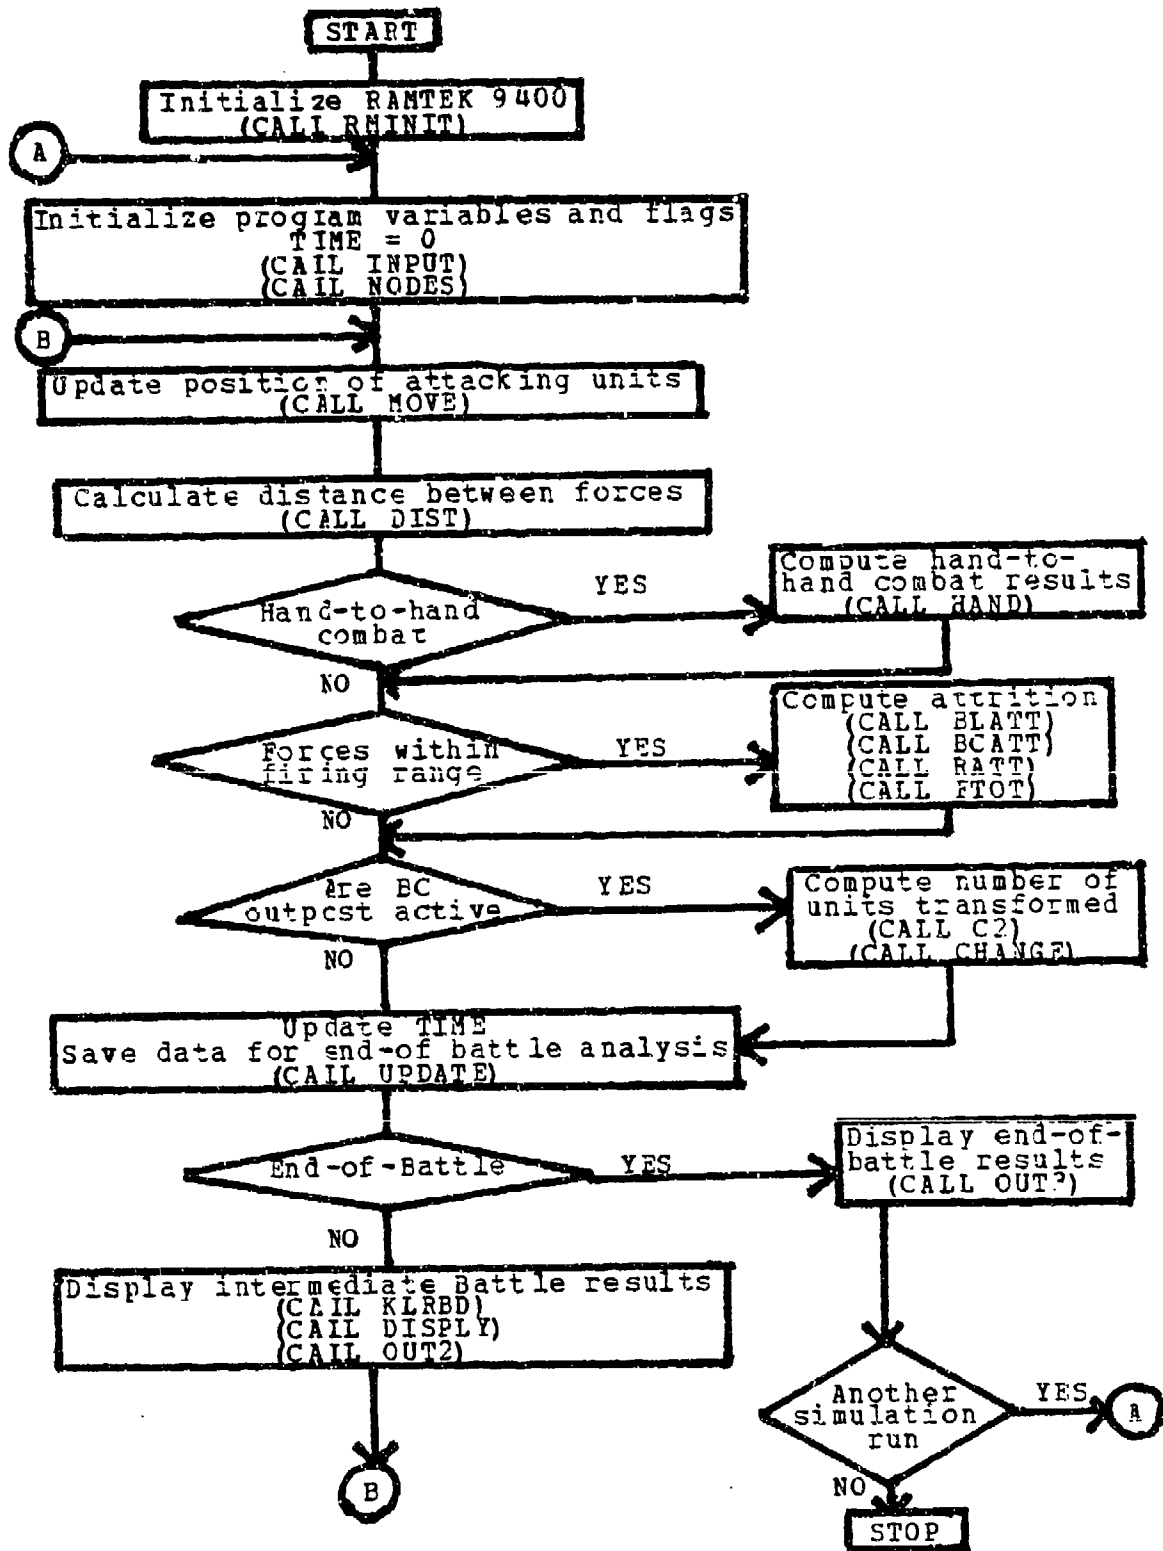 START
Initialize RAMTEK 9400
(CALL RMINIT)
A
Initialize program variables and flags
TIME = 0
(CALL INPUT)
(CALL NODES)
B
Update position of attacking units
(CALL MOVE)
Calculate distance between forces
(CALL DIST)
Hand-to-hand
combat
YES
Compute hand-to-
hand combat results
(CALL HAND)
NO
Forces within
firing range
YES
Compute attrition
(CALL BLATT)
(CALL BCATT)
(CALL RATT)
(CALL FTOT)
NO
Are BC
outpost active
YES
Compute number of
units transformed
(CALL C2)
(CALL CHANGE)
NO
Update TIME
Save data for end-of battle analysis
(CALL UPDATE)
End-of-Battle
YES
Display end-of-
battle results
(CALL
NO
Display intermediate Battle results
(CALL KLRBD)
(CALL DISPLY)
(CALL OUT2)
Another
simulation
run
YES
A
NO
B
STOP